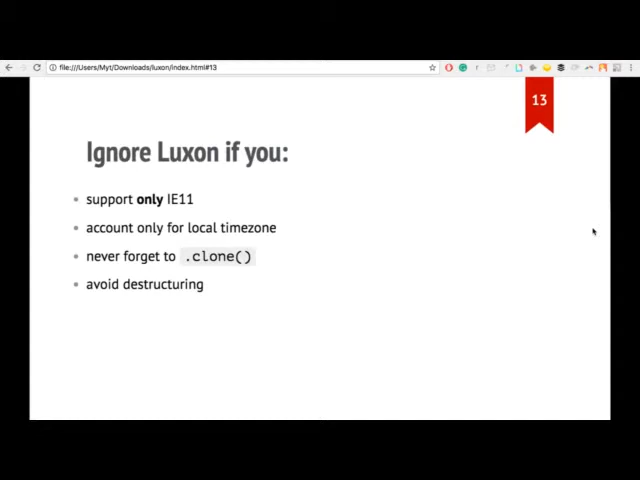 file:///Users/Myt/Downloads/luxon/index.html#13
13
Ignore Luxon if you:
support only IE11
account only for local timezone
never forget to .clone()
avoid destructuring